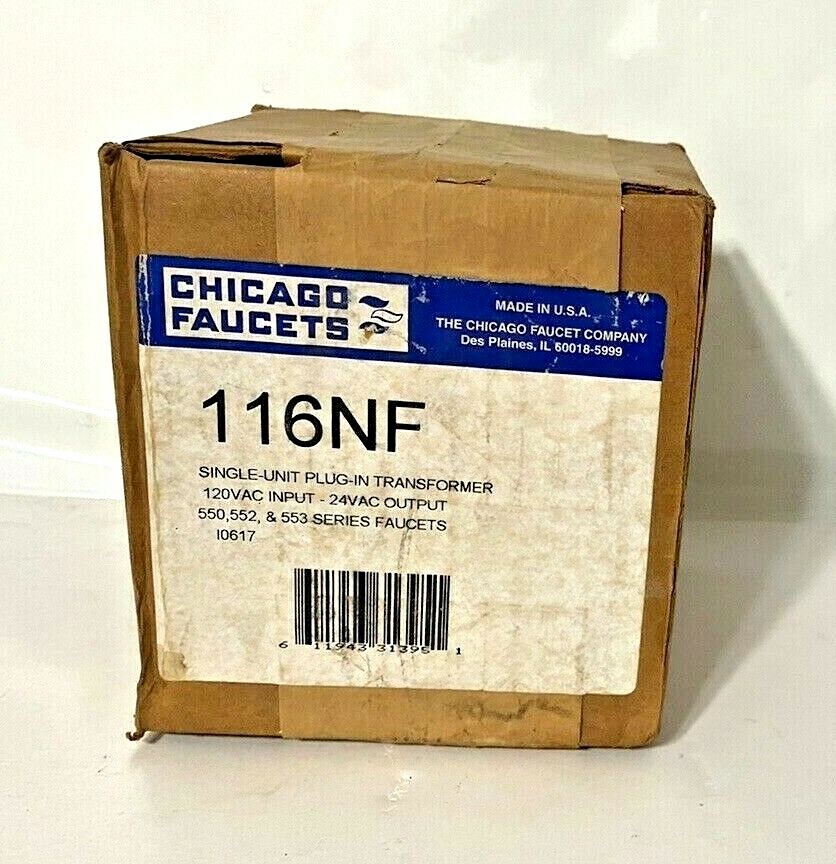 CHICAGO
FAUCETS
MADE IN U.S.A.
THE CHICAGO FAUCET COMPANY
Des Plaines, IL 60018-5999
116NF
SINGLE-UNIT PLUG-IN TRANSFORMER
120VAC INPUT - 24VAC OUTPUT
550,552, & 553 SERIES FAUCETS
I0617
6 11943 31395 1